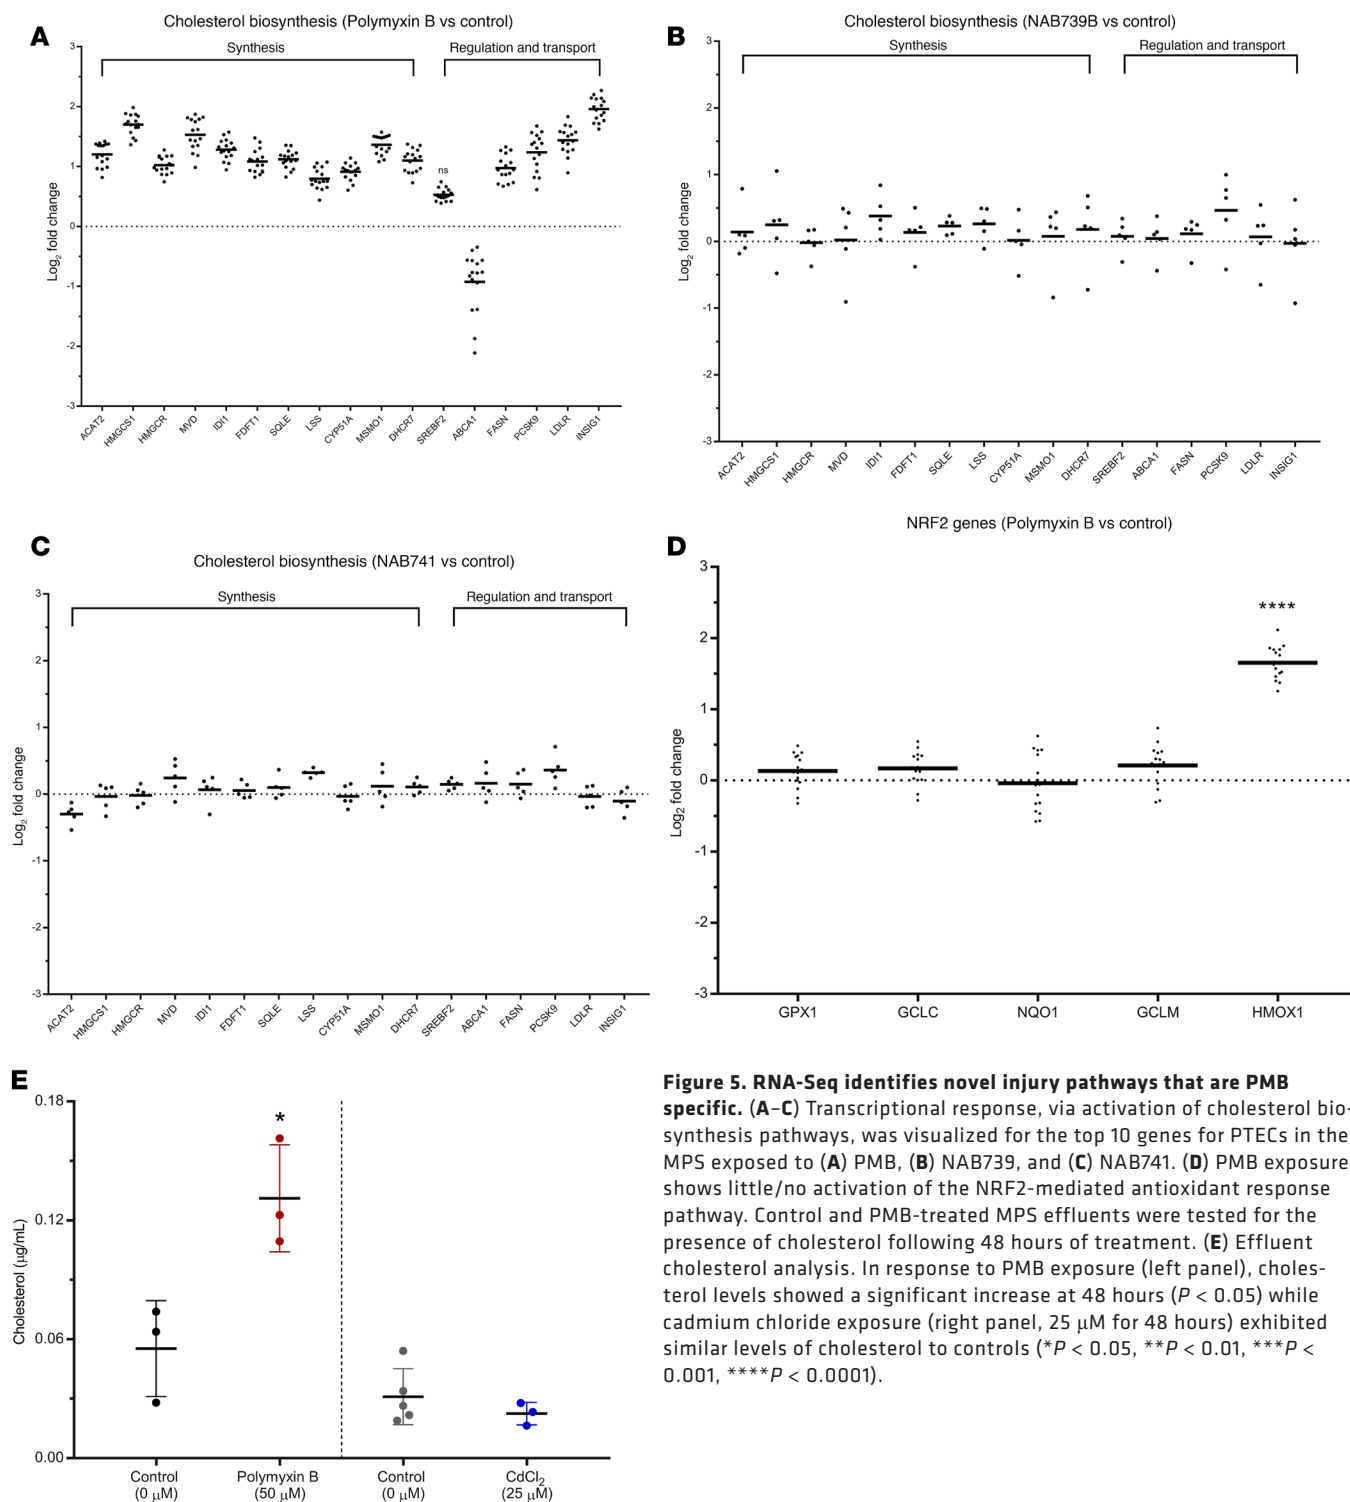 A
Cholesterol biosynthesis (Polymyxin B vs control)
Synthesis
Regulation and transport
Log2 fold change
3
2
1
0
-1
-2
-3
ns
ACAT2
HMGCS1
HMGCR
MVD
IDI1
FDFT1
SQLE
LSS
CYP51A
MSMO1
DHCR7
SREBF2
ABCA1
FASN
PCSK9
LDLR
INSIG1
B
Cholesterol biosynthesis (NAB739B vs control)
Synthesis
Regulation and transport
Log2 fold change
3
2
1
0
-1
-2
-3
ACAT2
HMGCS1
HMGCR
MVD
IDI1
FDFT1
SQLE
LSS
CYP51A
MSMO1
DHCR7
SREBF2
ABCA1
FASN
PCSK9
LDLR
INSIG1
C
Cholesterol biosynthesis (NAB741 vs control)
Synthesis
Regulation and transport
Log2 fold change
3
2
1
0
-1
-2
-3
ACAT2
HMGCS1
HMGCR
MVD
IDI1
FDFT1
SQLE
LSS
CYP51A
MSMO1
DHCR7
SREBF2
ABCA1
FASN
PCSK9
LDLR
INSIG1
D
NRF2 genes (Polymyxin B vs control)
Log2 fold change
3
2
1
0
-1
-2
-3
****
GPX1
GCLC
NQO1
GCLM
HMOX1
E
Cholesterol (μg/mL)
0.18
0.12
0.06
0.00
*
Control
(0 μM)
Polymyxin B
(50 μM)
Control
(0 μM)
CdCl2
(25 μM)
Figure 5. RNA-Seq identifies novel injury pathways that are PMB
specific. (A–C) Transcriptional response, via activation of cholesterol bio-
synthesis pathways, was visualized for the top 10 genes for PTECs in the
MPS exposed to (A) PMB, (B) NAB739, and (C) NAB741. (D) PMB exposure
shows little/no activation of the NRF2-mediated antioxidant response
pathway. Control and PMB-treated MPS effluents were tested for the
presence of cholesterol following 48 hours of treatment. (E) Effluent
cholesterol analysis. In response to PMB exposure (left panel), choles-
terol levels showed a significant increase at 48 hours (P < 0.05) while
cadmium chloride exposure (right panel, 25 μM for 48 hours) exhibited
similar levels of cholesterol to controls (*P < 0.05, **P < 0.01, ***P <
0.001, ****P < 0.0001).